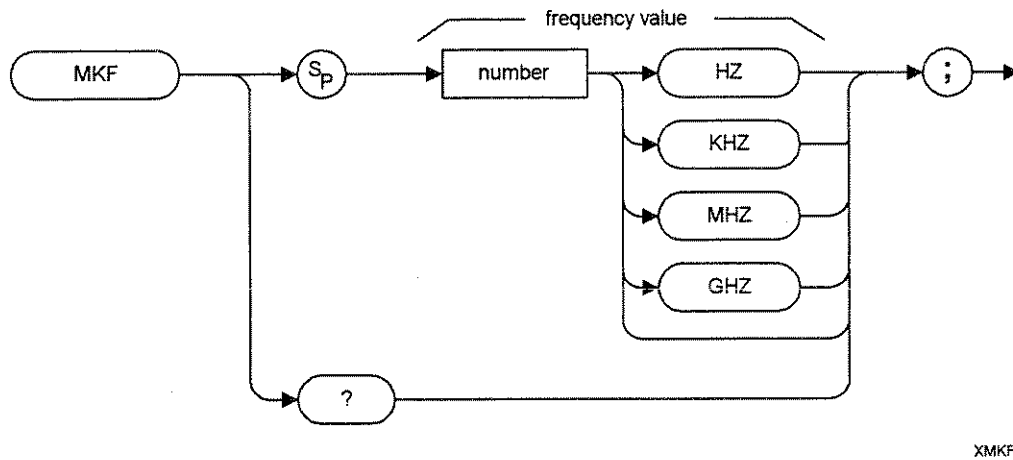 frequency value
MKF
SP
number
HZ
;
KHZ
MHZ
GHZ
?
XMKF